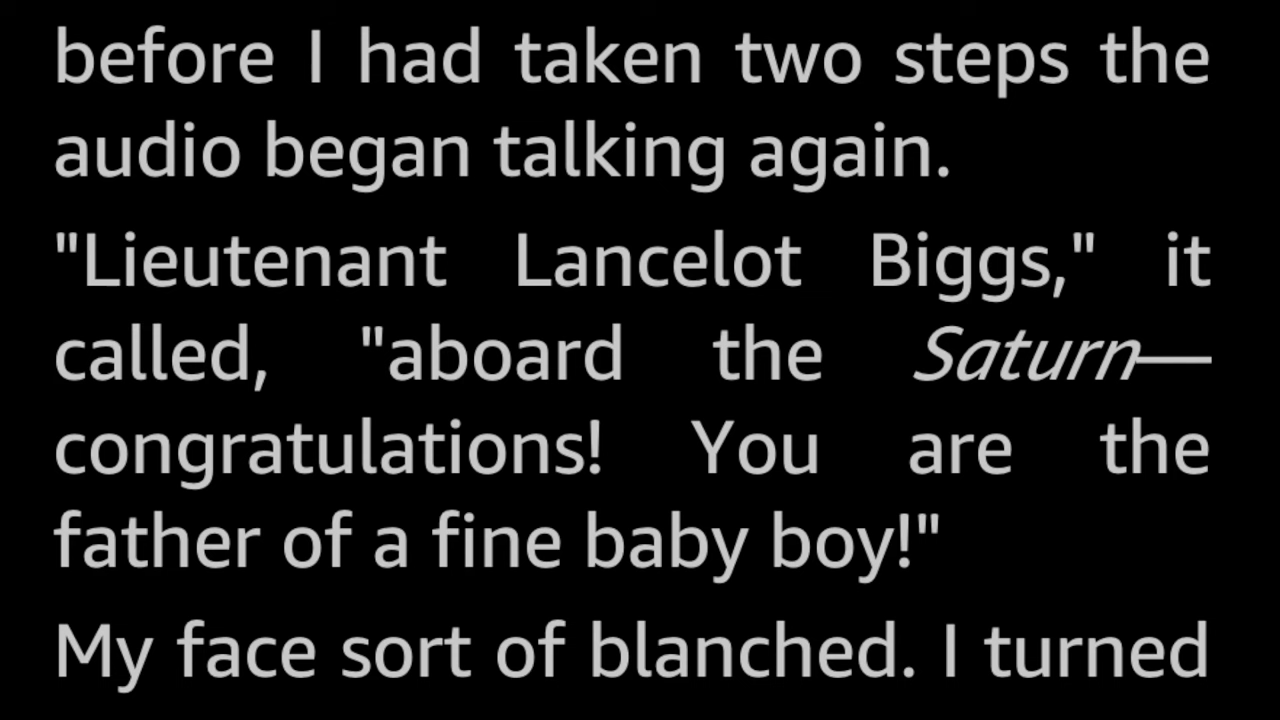 before I had taken two steps the
audio began talking again.
"Lieutenant Lancelot Biggs," it
called, "aboard the Saturn—
congratulations! You are the
father of a fine baby boy!"
My face sort of blanched. I turned